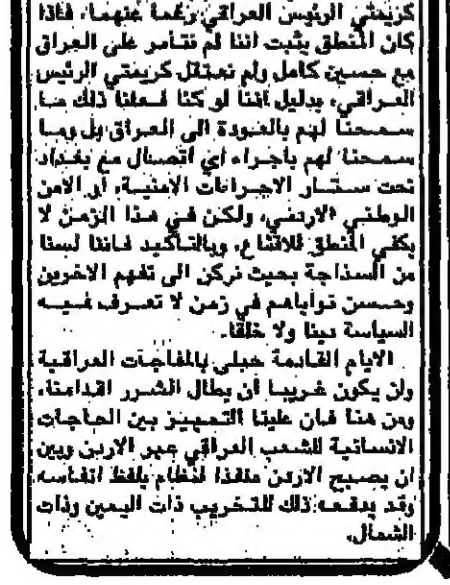 كريمتي الرئيس العراقي رغما عنهما، فاذا
كان المنطق يثبت اننا لم نتآمر على العراق
مع حسين كامل ولم نعتقل كريمتي الرئيس
العراقي، بدليل اننا لو كنا فعلنا ذلك ما
سمحنا لهم بالعودة الى العراق بل وما
سمحنا لهم باجراء اي اتصال مع بغداد
تحت ستار الاجراءات الامنية، او الامن
الوطني الاردني، ولكن في هذا الزمن لا
يكفي المنطق للاقناع، وبالتأكيد فاننا لسنا
من السذاجة بحيث نركن الى تفهم الاخرين
وحسن نواياهم في زمن لا تعرف فيه
السياسة دينا ولا خلقا.
الايام القادمة حبلى بالمفاجآت العراقية
ولن يكون غريبا ان يطال الشرر اقدامنا،
ومن هنا فان علينا التمييز بين الحاجات
الانسانية للشعب العراقي عبر الاردن وبين
ان يصبح الاردن منفذا لنظام يلفظ انفاسه
وقد يدفعه ذلك للتخريب ذات اليمين وذات
الشمال.